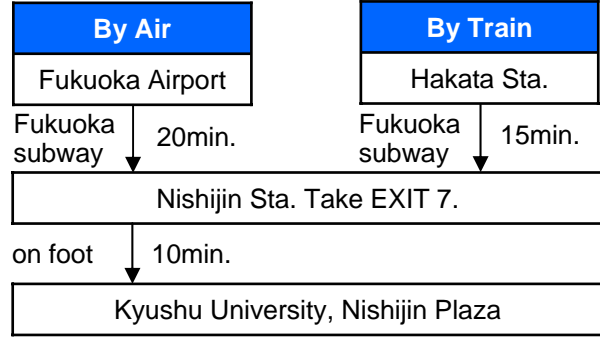 By Air
By Train
Fukuoka Airport
Hakata Sta.
Fukuoka
subway
20min.
Fukuoka
subway
15min.
Nishijin Sta. Take EXIT 7.
on foot
10min.
Kyushu University, Nishijin Plaza